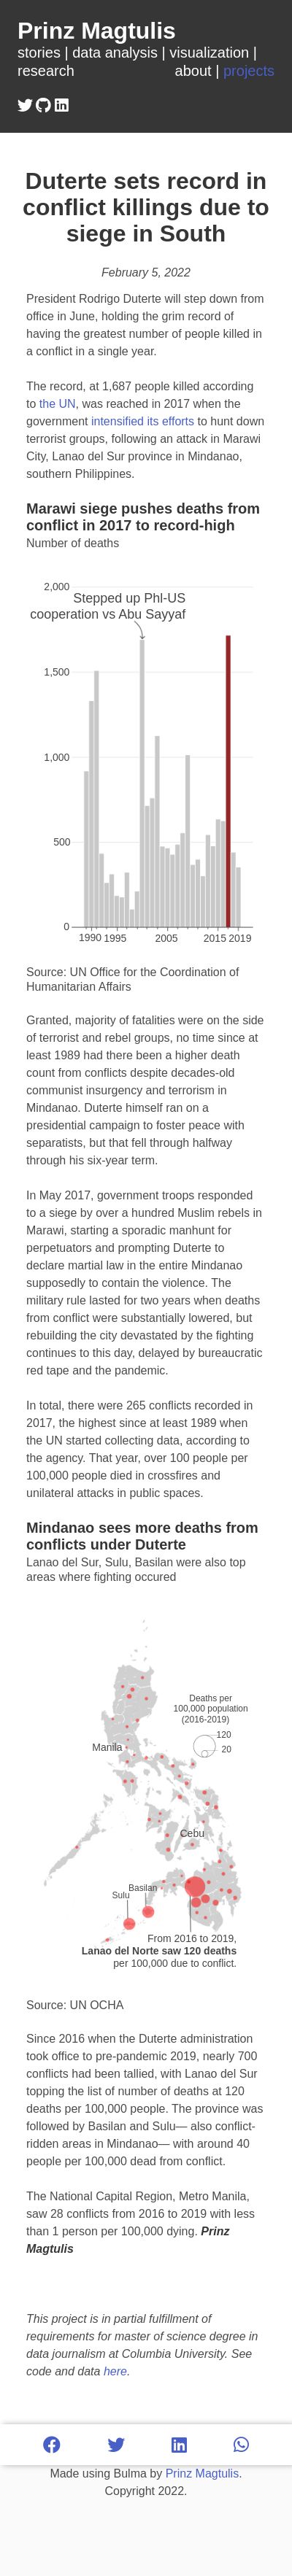 Prinz Magtulis
stories | data analysis | visualization |
research about | projects
Duterte sets record in
conflict killings due to
siege in South
February 5, 2022
President Rodrigo Duterte will step down from
office in June, holding the grim record of
having the greatest number of people killed in
a conflict in a single year.
The record, at 1,687 people killed according
to the UN, was reached in 2017 when the
government intensified its efforts to hunt down
terrorist groups, following an attack in Marawi
City, Lanao del Sur province in Mindanao,
southern Philippines.
Marawi siege pushes deaths from
conflict in 2017 to record-high
Number of deaths
2,000
Stepped up Phl-US
cooperation vs Abu Sayyaf
1,500
1,000
500
0
1990 1995 2005 2015 2019
Source: UN Office for the Coordination of
Humanitarian Affairs
Granted, majority of fatalities were on the side
of terrorist and rebel groups, no time since at
least 1989 had there been a higher death
count from conflicts despite decades-old
communist insurgency and terrorism in
Mindanao. Duterte himself ran on a
presidential campaign to foster peace with
separatists, but that fell through halfway
through his six-year term.
In May 2017, government troops responded
to a siege by over a hundred Muslim rebels in
Marawi, starting a sporadic manhunt for
perpetuators and prompting Duterte to
declare martial law in the entire Mindanao
supposedly to contain the violence. The
military rule lasted for two years when deaths
from conflict were substantially lowered, but
rebuilding the city devastated by the fighting
continues to this day, delayed by bureaucratic
red tape and the pandemic.
In total, there were 265 conflicts recorded in
2017, the highest since at least 1989 when
the UN started collecting data, according to
the agency. That year, over 100 people per
100,000 people died in crossfires and
unilateral attacks in public spaces.
Mindanao sees more deaths from
conflicts under Duterte
Lanao del Sur, Sulu, Basilan were also top
areas where fighting occured
Deaths per
100,000 population
(2016-2019)
120
20
Manila
Cebu
Basilan
Sulu
From 2016 to 2019,
Lanao del Norte saw 120 deaths
per 100,000 due to conflict.
Source: UN OCHA
Since 2016 when the Duterte administration
took office to pre-pandemic 2019, nearly 700
conflicts had been tallied, with Lanao del Sur
topping the list of number of deaths at 120
deaths per 100,000 people. The province was
followed by Basilan and Sulu— also conflict-
ridden areas in Mindanao— with around 40
people per 100,000 dead from conflict.
The National Capital Region, Metro Manila,
saw 28 conflicts from 2016 to 2019 with less
than 1 person per 100,000 dying. Prinz
Magtulis
This project is in partial fulfillment of
requirements for master of science degree in
data journalism at Columbia University. See
code and data here.
Made using Bulma by Prinz Magtulis.
Copyright 2022.